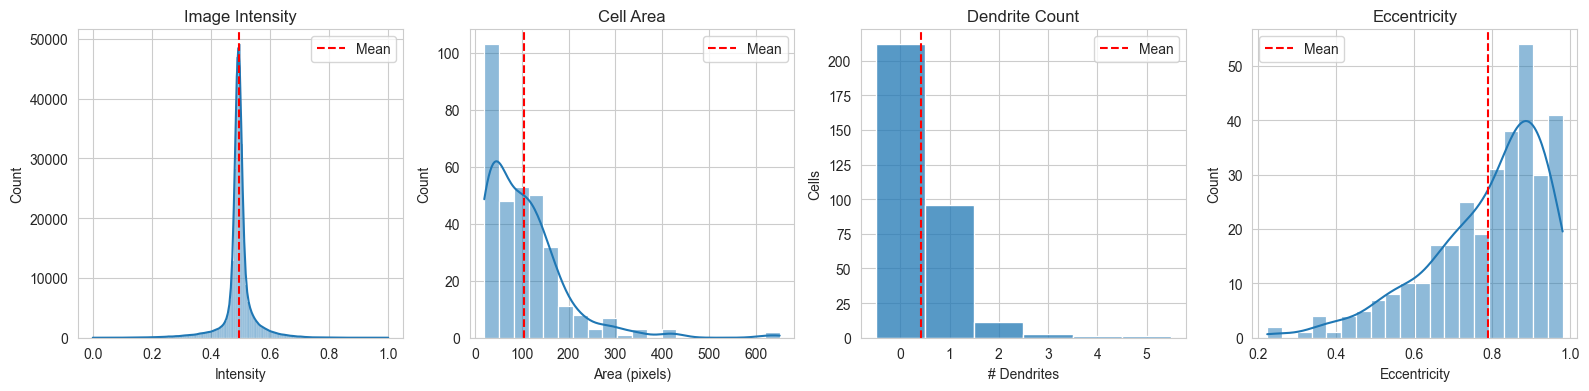 Image Intensity
Mean
50000
40000
30000
20000
10000
0
Count
0.0 0.2 0.4 0.6 0.8 1.0
Intensity
Cell Area
Mean
100
80
60
40
20
0
Count
0 100 200 300 400 500 600
Area (pixels)
Dendrite Count
Mean
200
175
150
125
100
75
50
25
0
Cells
0 1 2 3 4 5
# Dendrites
Eccentricity
Mean
50
40
30
20
10
0
Count
0.2 0.4 0.6 0.8 1.0
Eccentricity